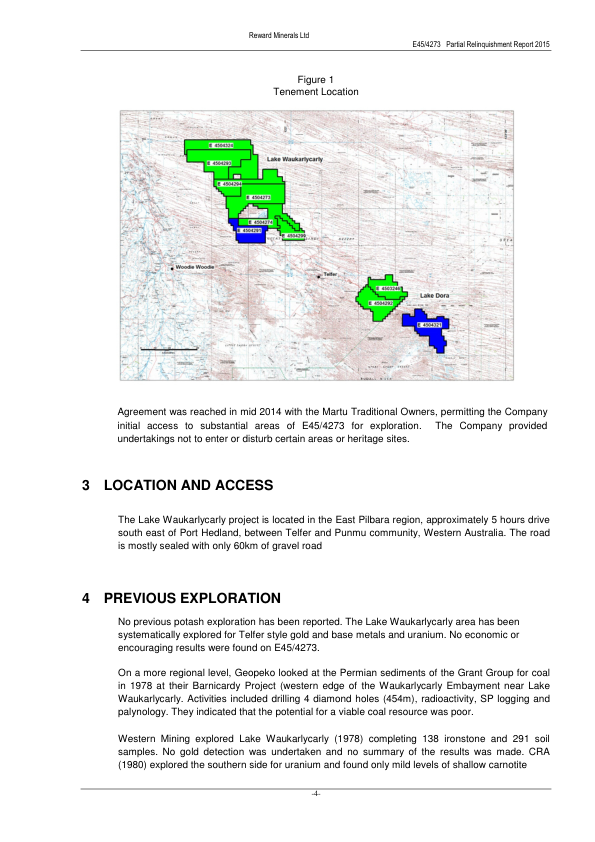 Reward Minerals Ltd
E45/4273 Partial Relinquishment Report 2015
Figure 1
Tenement Location
E 4504328
E 4504293
Lake Waukarlycarly
E 4504294
E 4504273
E 4504274
E 4504291
E 4504299
Woodie Woodie
Telfer
E 4503246
Lake Dora
E 4504292
E 4504321
Agreement was reached in mid 2014 with the Martu Traditional Owners, permitting the Company
initial access to substantial areas of E45/4273 for exploration. The Company provided
undertakings not to enter or disturb certain areas or heritage sites.
3 LOCATION AND ACCESS
The Lake Waukarlycarly project is located in the East Pilbara region, approximately 5 hours drive
south east of Port Hedland, between Telfer and Punmu community, Western Australia. The road
is mostly sealed with only 60km of gravel road
4 PREVIOUS EXPLORATION
No previous potash exploration has been reported. The Lake Waukarlycarly area has been
systematically explored for Telfer style gold and base metals and uranium. No economic or
encouraging results were found on E45/4273.
On a more regional level, Geopeko looked at the Permian sediments of the Grant Group for coal
in 1978 at their Barnicardy Project (western edge of the Waukarlycarly Embayment near Lake
Waukarlycarly. Activities included drilling 4 diamond holes (454m), radioactivity, SP logging and
palynology. They indicated that the potential for a viable coal resource was poor.
Western Mining explored Lake Waukarlycarly (1978) completing 138 ironstone and 291 soil
samples. No gold detection was undertaken and no summary of the results was made. CRA
(1980) explored the southern side for uranium and found only mild levels of shallow carnotite
-4-